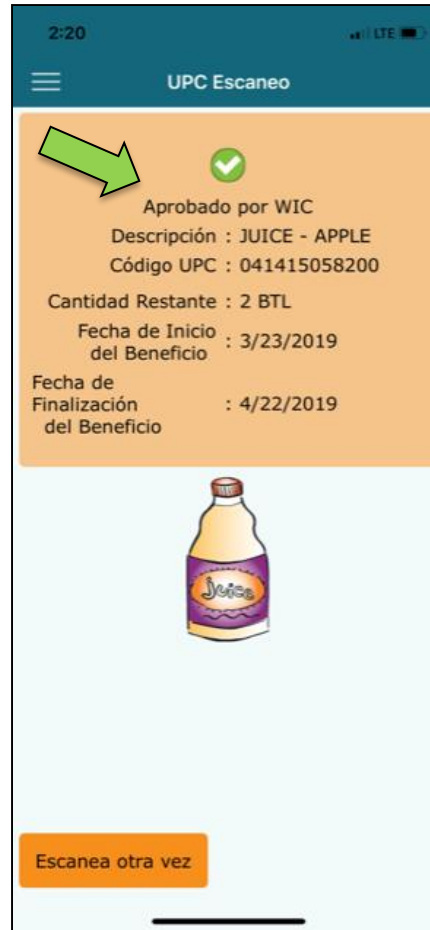 2:20 LTE
UPC Escaneo
Aprobado por WIC
Descripción : JUICE - APPLE
Código UPC : 041415058200
Cantidad Restante : 2 BTL
Fecha de Inicio
del Beneficio : 3/23/2019
Fecha de
Finalización : 4/22/2019
del Beneficio
Juice
Escanea otra vez